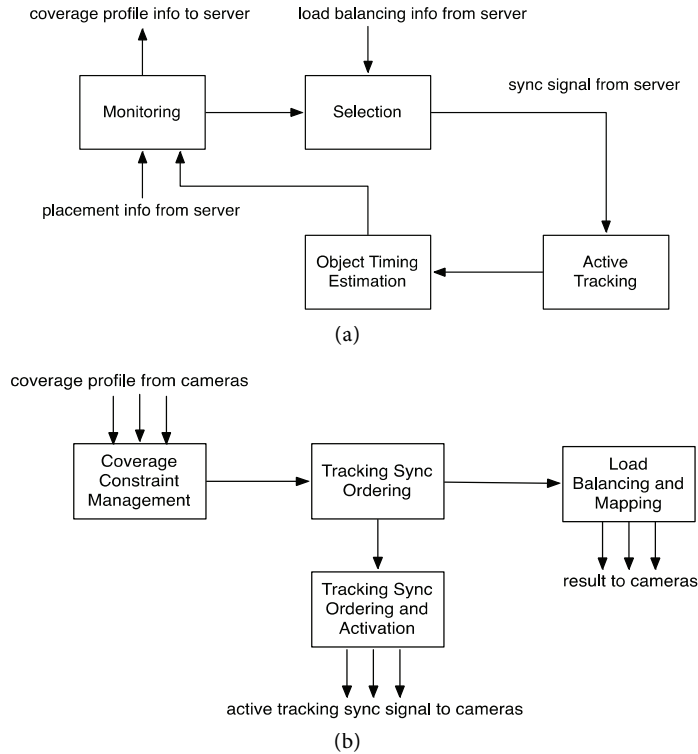 coverage profile info to server
load balancing info from server
Monitoring
Selection
sync signal from server
placement info from server
Object Timing
Estimation
Active
Tracking
(a)
coverage profile from cameras
Coverage
Constraint
Management
Tracking Sync
Ordering
Load
Balancing and
Mapping
Tracking Sync
Ordering and
Activation
result to cameras
active tracking sync signal to cameras
(b)